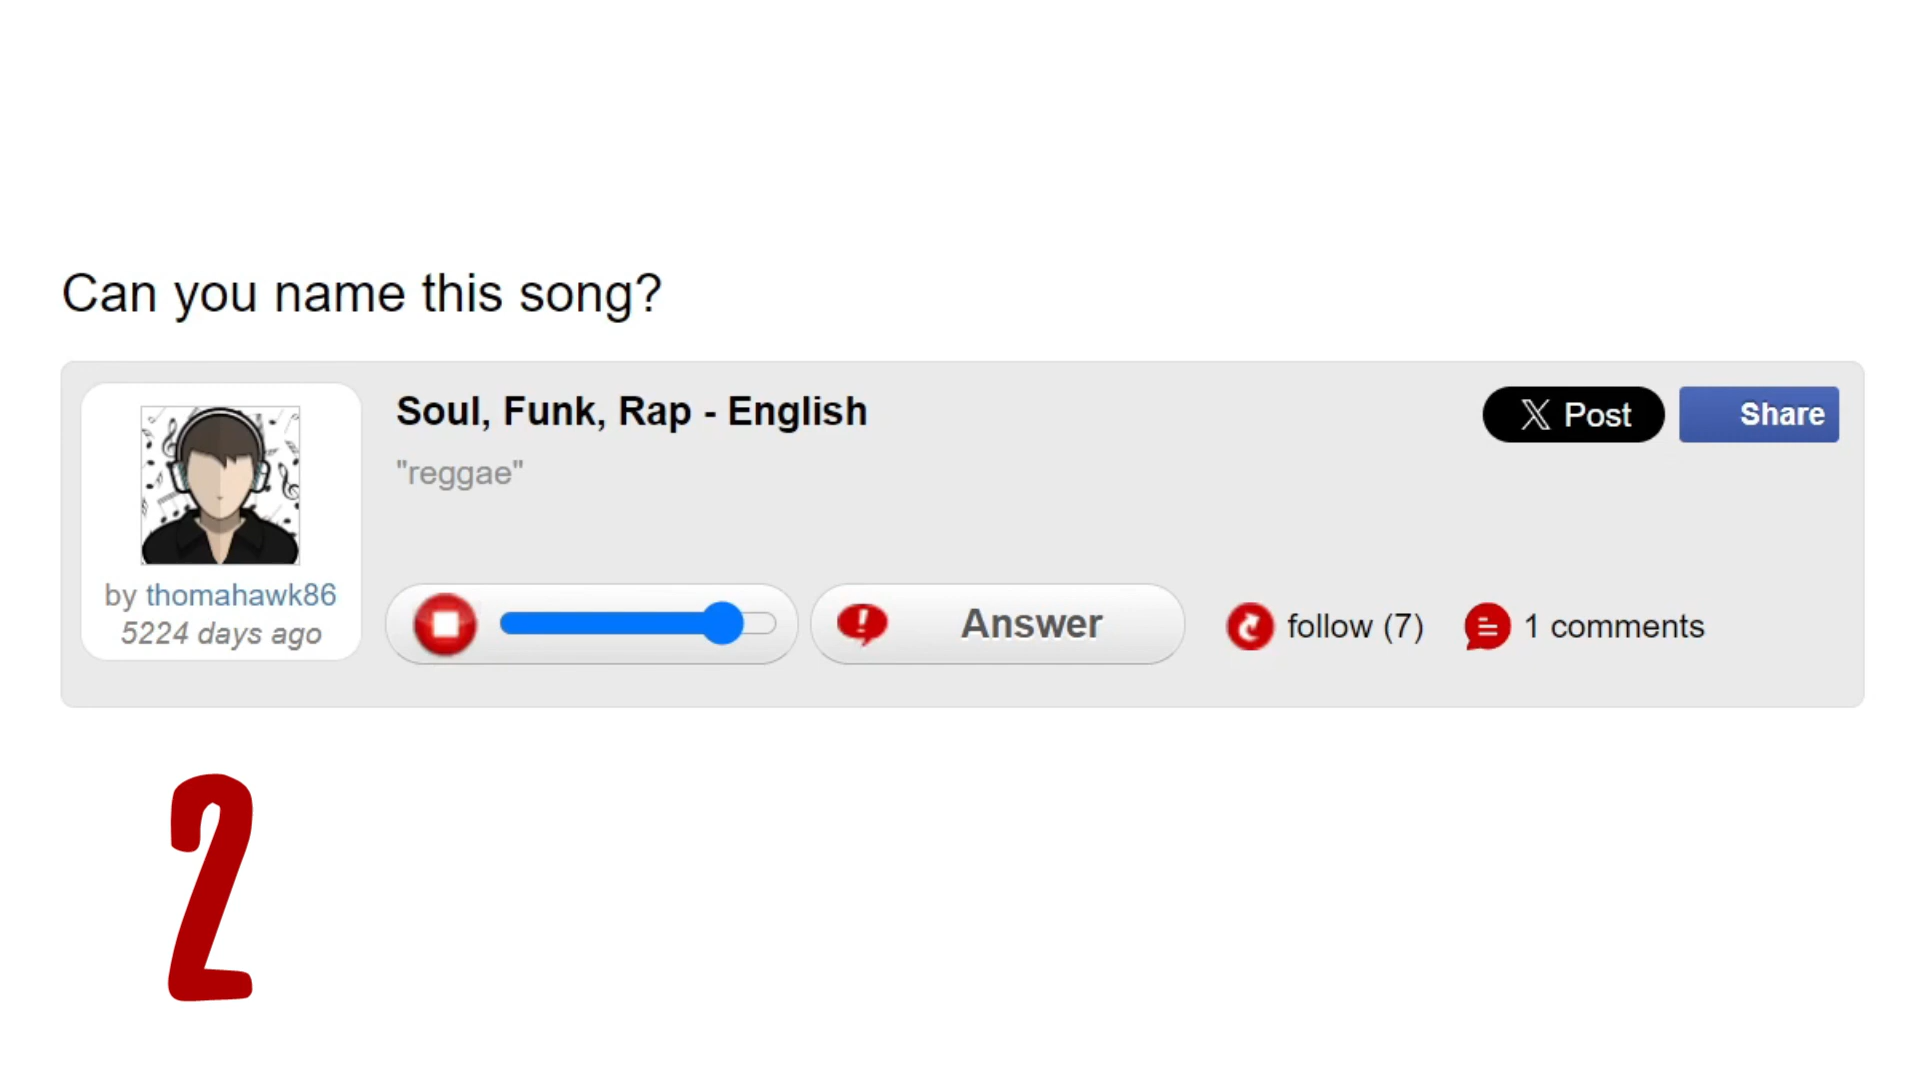 Can you name this song?
Soul, Funk, Rap - English
"reggae"
X Post
Share
by thomahawk86
5224 days ago
Answer
follow (7)
1 comments
2